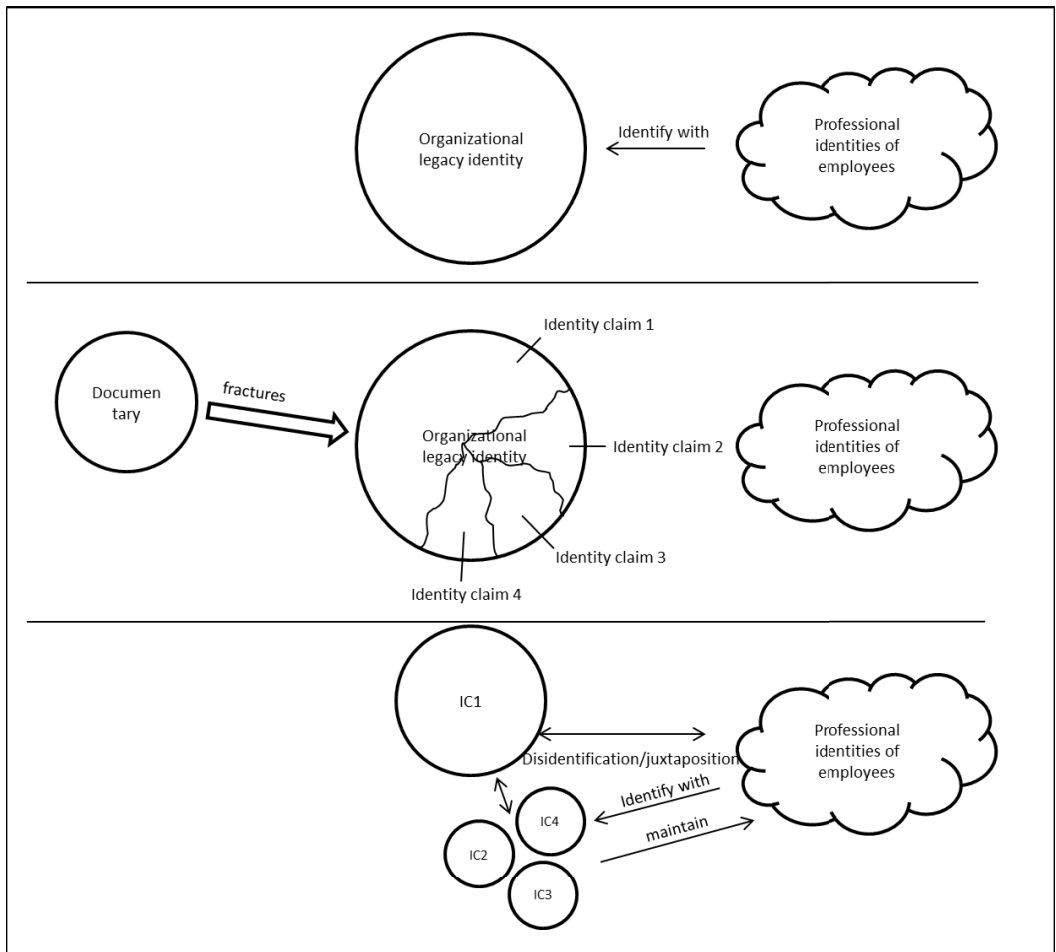 Organizational
legacy identity
Identify with
Professional
identities of
employees
Identity claim 1
Documen
tary
fractures
Organizational
legacy identity
Identity claim 2
Professional
identities of
employees
Identity claim 3
Identity claim 4
IC1
Professional
identities of
employees
Disidentification/juxtaposition
Identify with
IC4
maintain
IC2
IC3